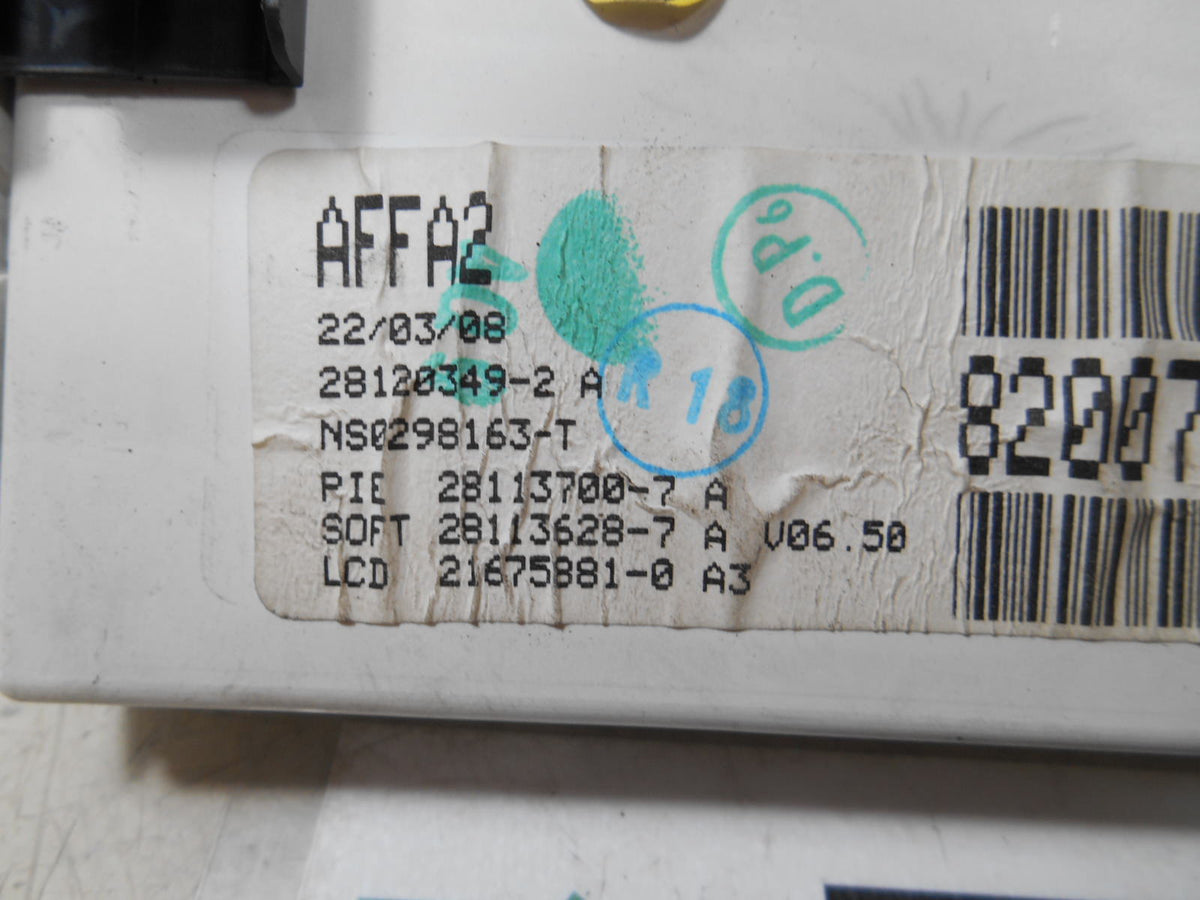 AFFA2
22/03/08
28120349-2 A
NS0298163-T
PIE 28113700-7 A
SOFT 28113628-7 A V06.50
LCD 21675881-0 A3
D.P6
R 18
82007